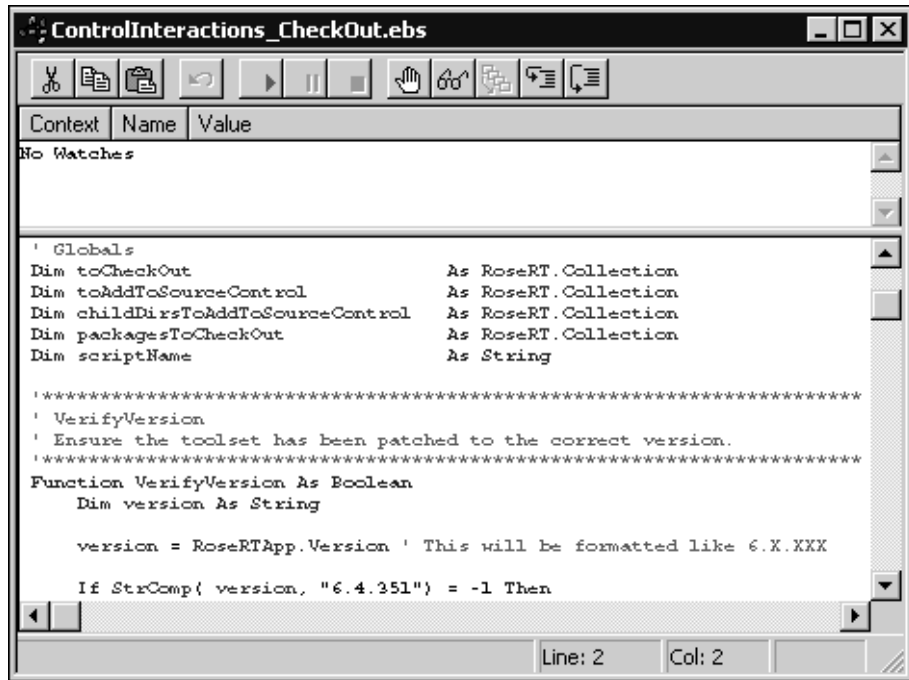 ControlInteractions_CheckOut.ebs
Context Name Value
No Watches
' Globals
Dim toCheckOut As RoseRT.Collection
Dim toAddToSourceControl As RoseRT.Collection
Dim childDirsToAddToSourceControl As RoseRT.Collection
Dim packagesToCheckOut As RoseRT.Collection
Dim scriptName As String
'***********************************************************************
' VerifyVersion
' Ensure the toolset has been patched to the correct version.
'***********************************************************************
Function VerifyVersion As Boolean
Dim version As String
version = RoseRTApp.Version ' This will be formatted like 6.X.XXX
If StrComp( version, "6.4.351") = -1 Then
Line: 2 Col: 2